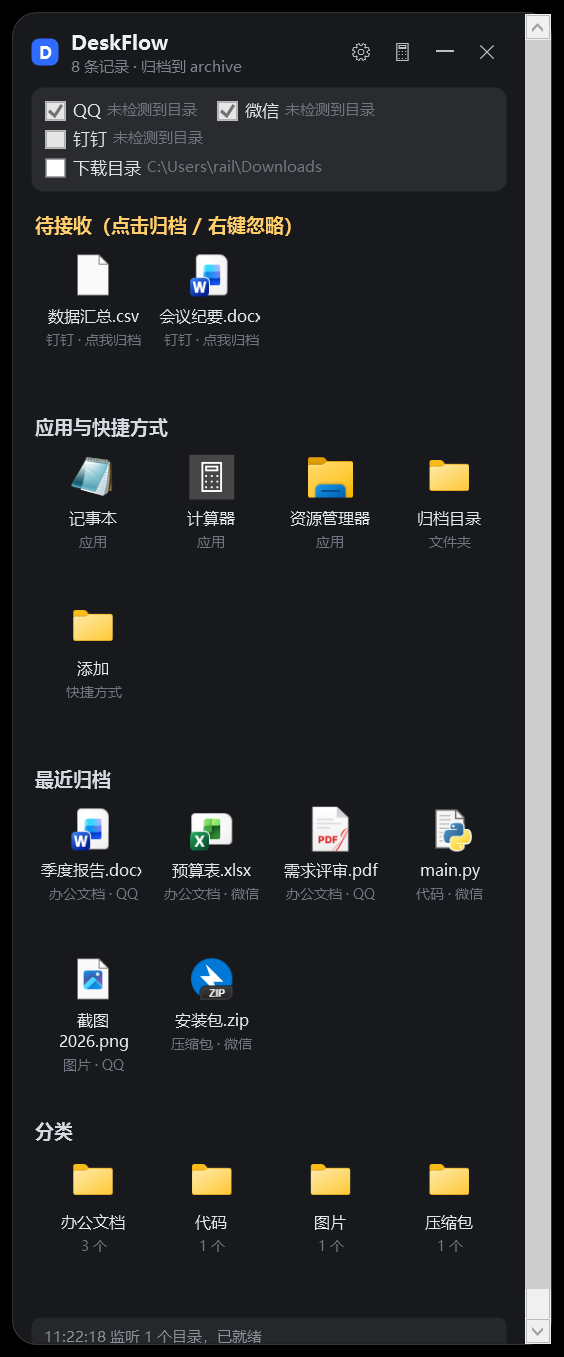 D
DeskFlow
8 条记录 · 归档到 archive
QQ 未检测到目录 微信 未检测到目录
钉钉 未检测到目录
下载目录 C:\Users\rail\Downloads
待接收（点击归档 / 右键忽略）
数据汇总.csv 会议纪要.docx
钉钉 · 点我归档 钉钉 · 点我归档
应用与快捷方式
记事本 计算器 资源管理器 归档目录
应用 应用 应用 文件夹
添加
快捷方式
最近归档
W X PDF
季度报告.docx 预算表.xlsx 需求评审.pdf main.py
办公文档 · QQ 办公文档 · 微信 办公文档 · QQ 代码 · 微信
ZIP
截图 安装包.zip
2026.png 压缩包 · 微信
图片 · QQ
分类
办公文档 代码 图片 压缩包
3 个 1 个 1 个 1 个
11:22:18 监听 1 个目录，已就绪